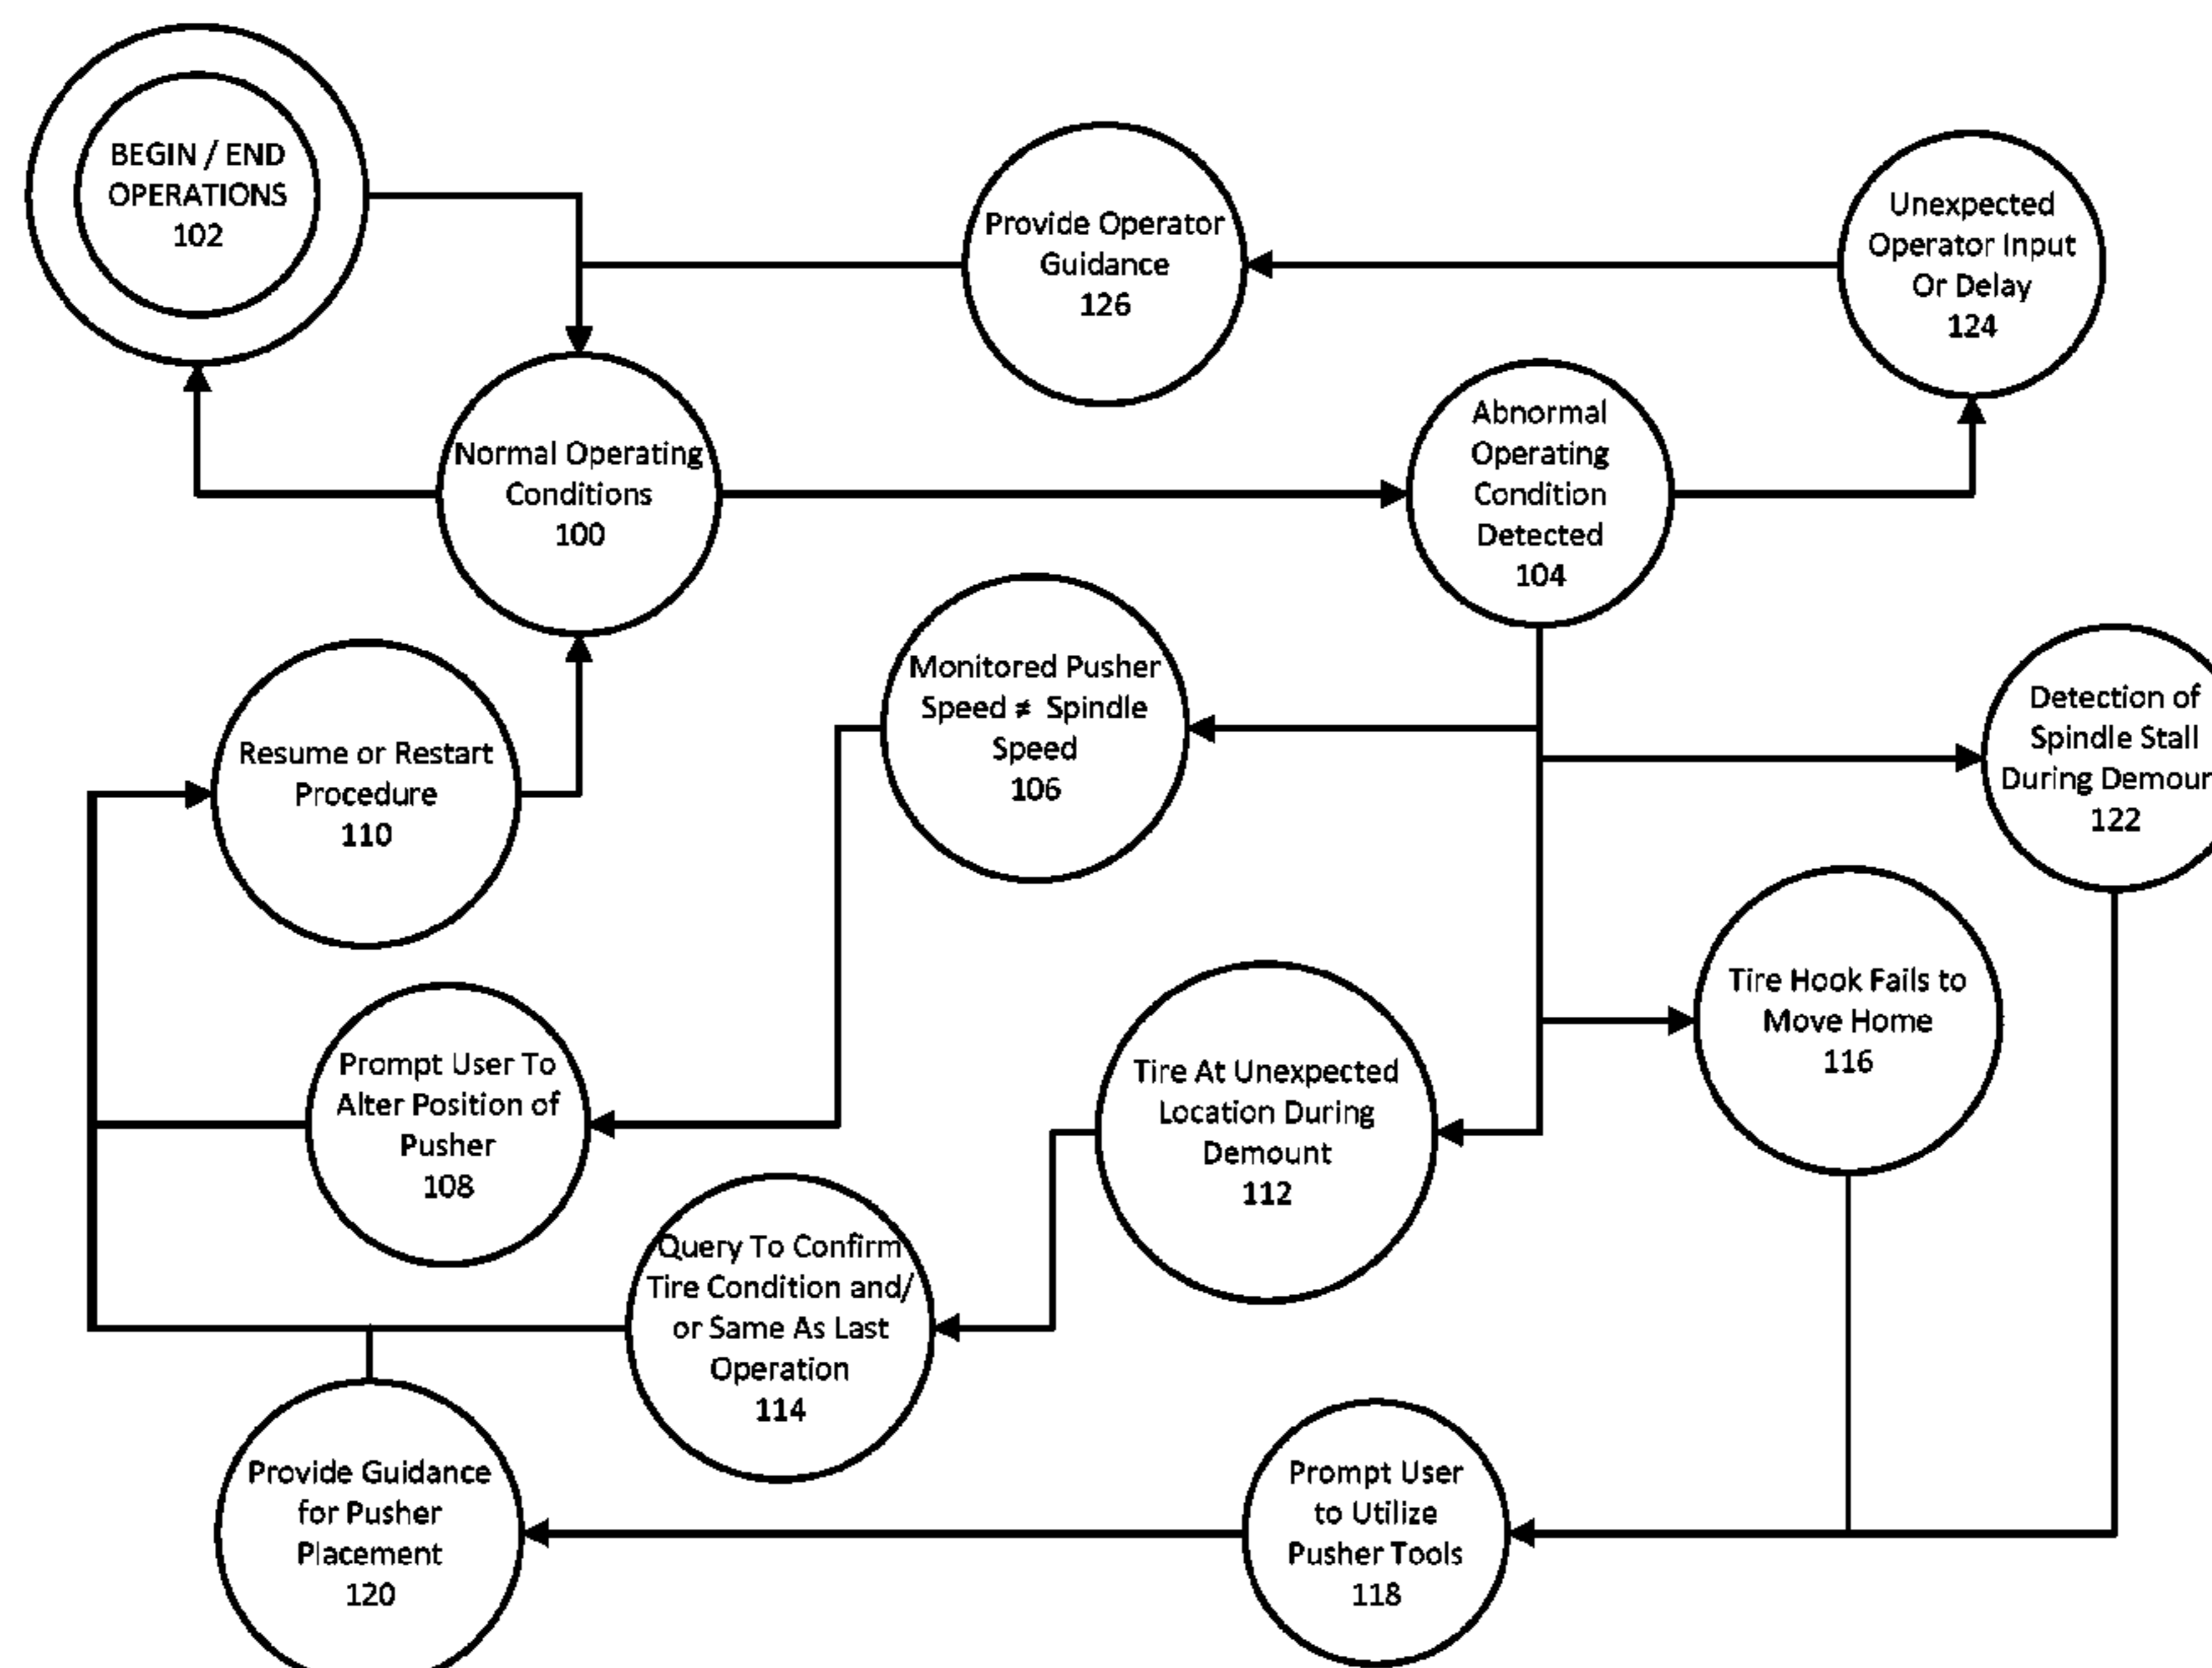 BEGIN / END
OPERATIONS
102
Provide Operator
Guidance
126
Unexpected
Operator Input
Or Delay
124
Normal Operating
Conditions
100
Abnormal
Operating
Condition
Detected
104
Monitored Pusher
Speed ≠ Spindle
Speed
106
Detection of
Spindle Stall
During Demoun
122
Resume or Restart
Procedure
110
Tire Hook Fails to
Move Home
116
Prompt User To
Alter Position of
Pusher
108
Tire At Unexpected
Location During
Demount
112
Query To Confirm
Tire Condition and/
or Same As Last
Operation
114
Provide Guidance
for Pusher
Placement
120
Prompt User
to Utilize
Pusher Tools
118